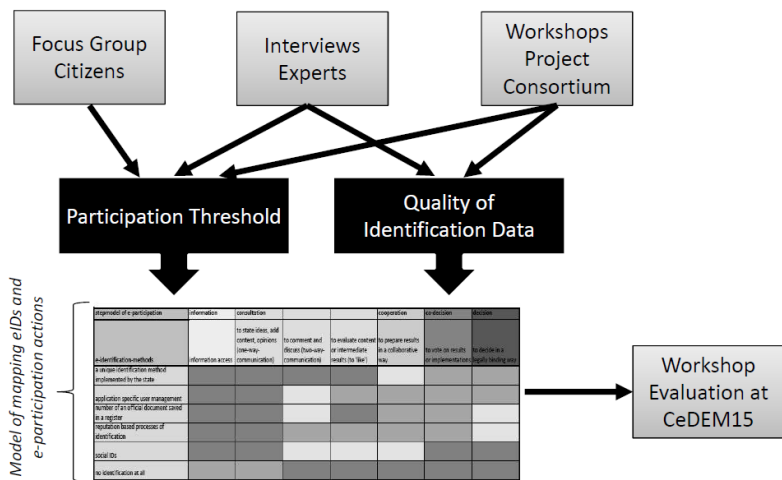 Focus Group
Citizens
Interviews
Experts
Workshops
Project
Consortium
Participation Threshold
Quality of
Identification Data
Model of mapping eIDs and
e-participation actions
stepmodel of e-participation
information
consultation
cooperation
co-decision
decision
e-identification-methods
information access
to state ideas, add
content, opinions
(one-way-
communication)
to comment and
discuss (two-way-
communication)
to evaluate content
or intermediate
results (to 'like')
to prepare results
in a collaborative
way
to vote on results
or implementations
to decide in a
legally binding way
a unique identification method
implemented by the state
application specific user management
number of an official document saved
in a register
reputation based processes of
identification
social IDs
no identification at all
Workshop
Evaluation at
CeDEM15